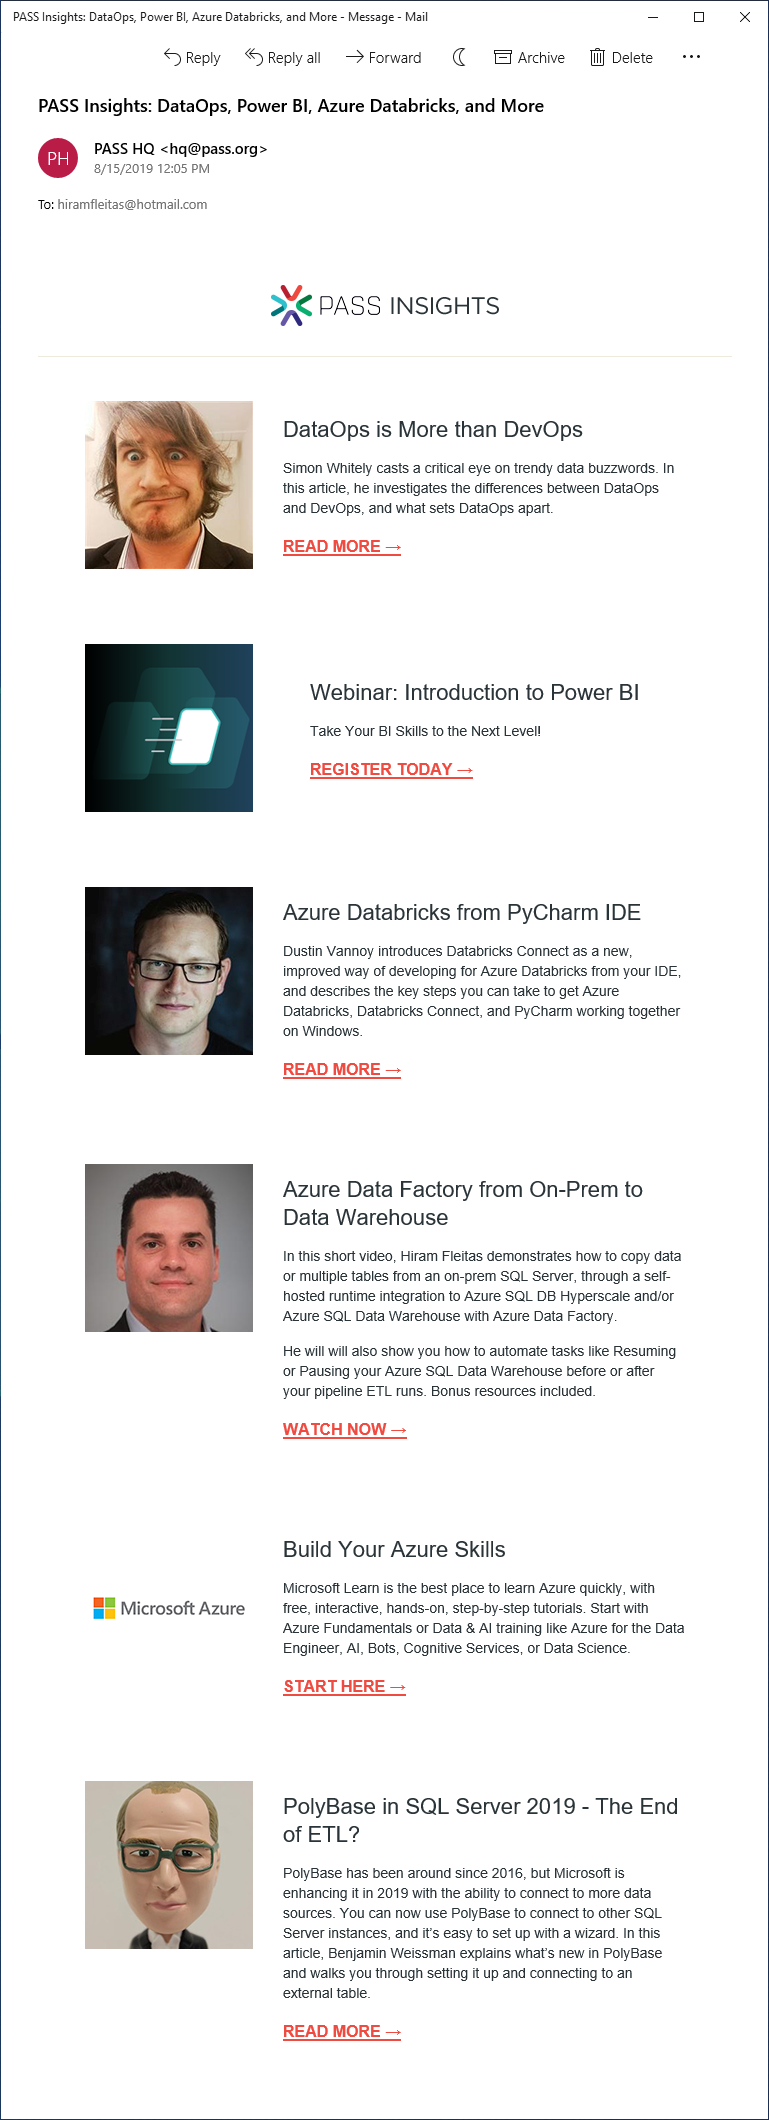 PASS Insights: DataOps, Power BI, Azure Databricks, and More - Message - Mail
Reply
Reply all
Forward
Archive
Delete
PASS Insights: DataOps, Power BI, Azure Databricks, and More
PH
PASS HQ <hq@pass.org>
8/15/2019 12:05 PM
To: hiramfleitas@hotmail.com
PASS INSIGHTS
DataOps is More than DevOps
Simon Whitely casts a critical eye on trendy data buzzwords. In
this article, he investigates the differences between DataOps
and DevOps, and what sets DataOps apart.
READ MORE →
Webinar: Introduction to Power BI
Take Your BI Skills to the Next Level!
REGISTER TODAY →
Azure Databricks from PyCharm IDE
Dustin Vannoy introduces Databricks Connect as a new,
improved way of developing for Azure Databricks from your IDE,
and describes the key steps you can take to get Azure
Databricks, Databricks Connect, and PyCharm working together
on Windows.
READ MORE →
Azure Data Factory from On-Prem to
Data Warehouse
In this short video, Hiram Fleitas demonstrates how to copy data
or multiple tables from an on-prem SQL Server, through a self-
hosted runtime integration to Azure SQL DB Hyperscale and/or
Azure SQL Data Warehouse with Azure Data Factory.
He will will also show you how to automate tasks like Resuming
or Pausing your Azure SQL Data Warehouse before or after
your pipeline ETL runs. Bonus resources included.
WATCH NOW →
Microsoft Azure
Build Your Azure Skills
Microsoft Learn is the best place to learn Azure quickly, with
free, interactive, hands-on, step-by-step tutorials. Start with
Azure Fundamentals or Data & AI training like Azure for the Data
Engineer, AI, Bots, Cognitive Services, or Data Science.
START HERE →
PolyBase in SQL Server 2019 - The End
of ETL?
PolyBase has been around since 2016, but Microsoft is
enhancing it in 2019 with the ability to connect to more data
sources. You can now use PolyBase to connect to other SQL
Server instances, and it's easy to set up with a wizard. In this
article, Benjamin Weissman explains what's new in PolyBase
and walks you through setting it up and connecting to an
external table.
READ MORE →